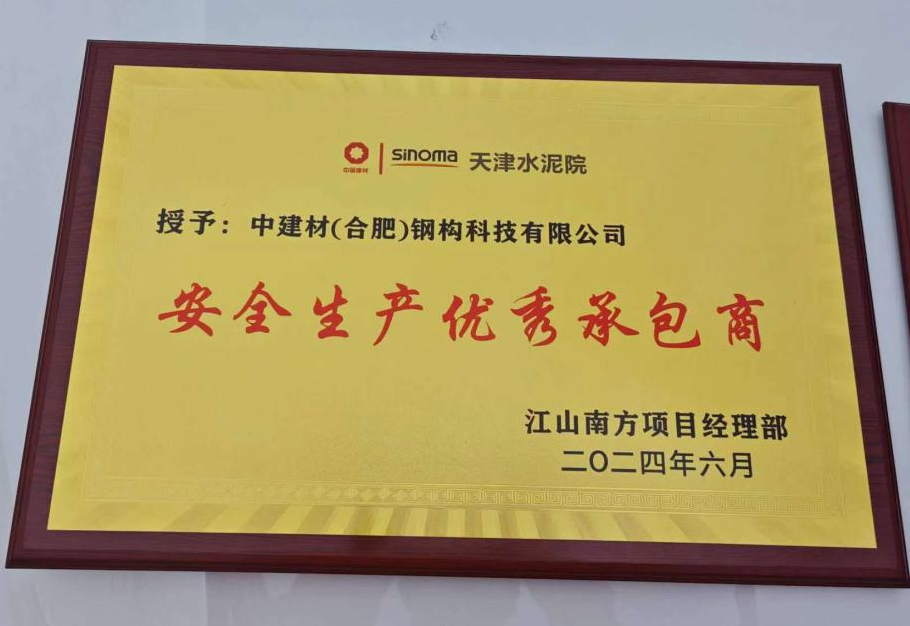 中国建材 sinoma 天津水泥院
授予：中建材(合肥)钢构科技有限公司
安全生产优秀承包商
江山南方项目经理部
二〇二四年六月